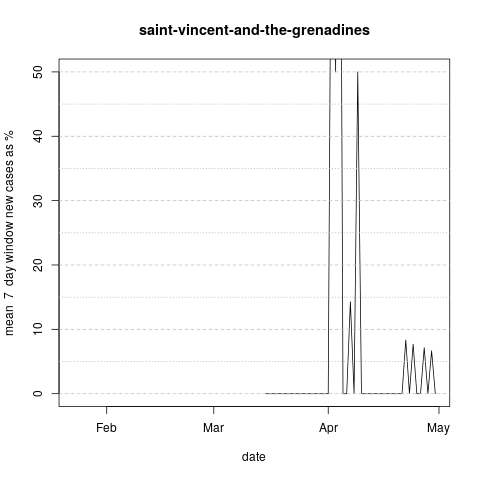 saint-vincent-and-the-grenadines
mean  7  day window new cases as %
50
40
30
20
10
0
Feb Mar Apr May
date